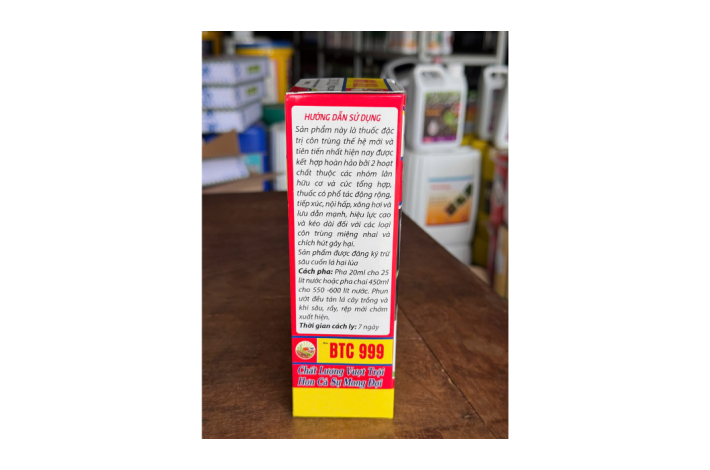 HƯỚNG DẪN SỬ DỤNG
Sản phẩm này là thuốc đặc
trị côn trùng thế hệ mới và
tiên tiến nhất hiện nay được
kết hợp hoàn hảo bởi 2 hoạt
chất thuộc các nhóm lân
hữu cơ và cúc tổng hợp,
thuốc có phổ tác động rộng,
tiếp xúc, nội hấp, xông hơi và
lưu dẫn mạnh, hiệu lực cao
và kéo dài đối với các loại
côn trùng miệng nhai và
chích hút gây hại.
Sản phẩm được đăng ký trừ
sâu cuốn lá hại lúa
Cách pha: Pha 20ml cho 25
lít nước hoặc pha chai 450ml
cho 550 -600 lít nước. Phun
ướt đều tán lá cây trồng và
khi sâu, rầy, rệp mới chớm
xuất hiện.
Thời gian cách ly: 7 ngày
BTC 999
Chất Lượng Vượt Trội
Hơn Cả Sự Mong Đợi